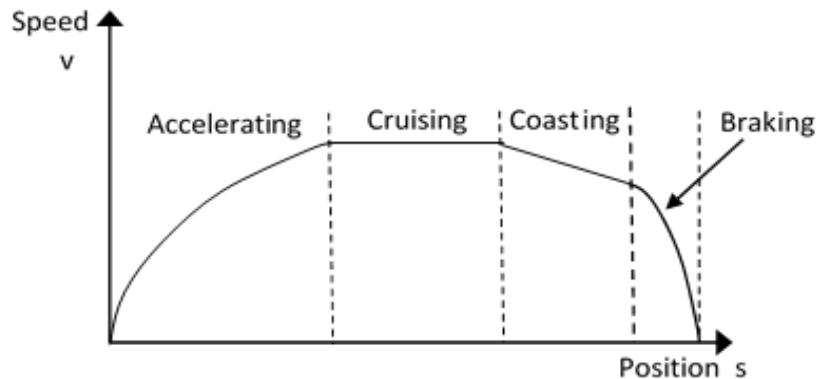 Speed
v
Accelerating
Cruising
Coasting
Braking
Position s